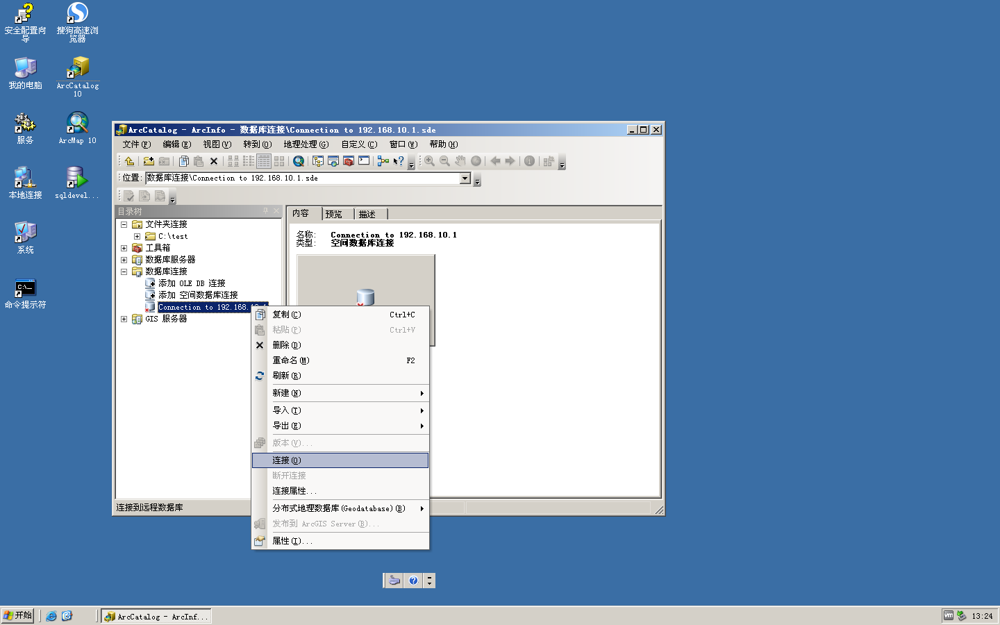 安全配置向
导
搜狗高速浏
览器
我的电脑
ArcCatalog
10
服务
ArcMap 10
本地连接
sqldevel...
系统
C:\_
命令提示符
ArcCatalog - ArcInfo - 数据库连接\Connection to 192.168.10.1.sde
文件(F) 编辑(E) 视图(V) 转到(O) 地理处理(G) 自定义(C) 窗口(W) 帮助(H)
位置: 数据库连接\Connection to 192.168.10.1.sde
目录树
文件夹连接
C:\test
工具箱
数据库服务器
数据库连接
添加 OLE DB 连接
添加 空间数据库连接
Connection to 192.168.
GIS 服务器
内容 预览 描述
名称: Connection to 192.168.10.1
类型: 空间数据库连接
复制(C) Ctrl+C
粘贴(P) Ctrl+V
删除(D)
重命名(M) F2
刷新(R)
新建(N)
导入(T)
导出(E)
版本(V)...
连接(O)
断开连接
连接属性...
分布式地理数据库(Geodatabase)(B)
发布到 ArcGIS Server(B)...
属性(I)...
连接到远程数据库
开始
ArcCatalog - ArcInf...
vm
13:24